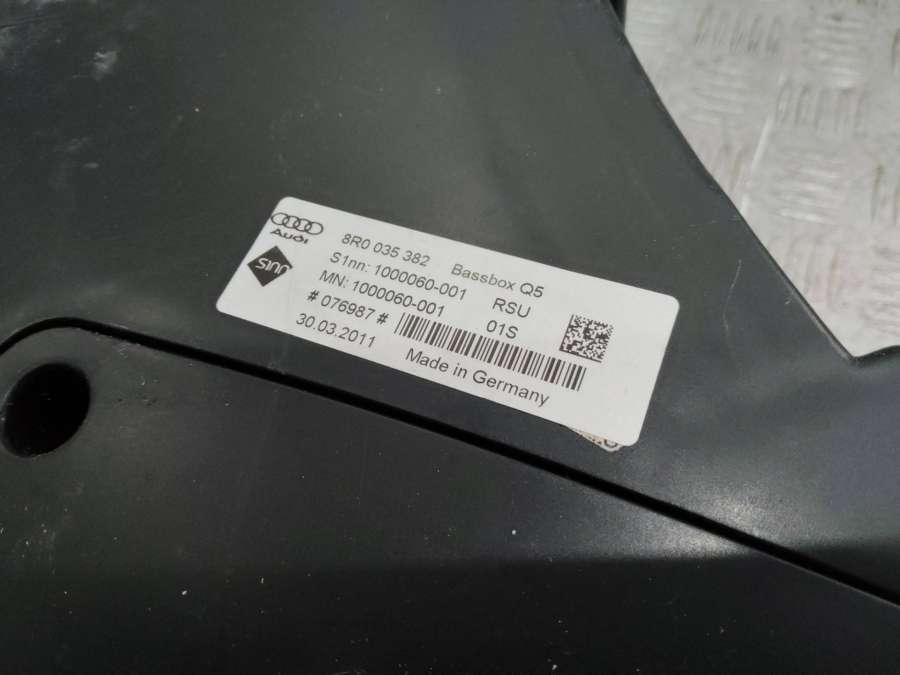 Audi
8R0 035 382 Bassbox Q5
S1nn: 1000060-001 RSU
MN: 1000060-001 01S
# 076987 #
30.03.2011
Made in Germany